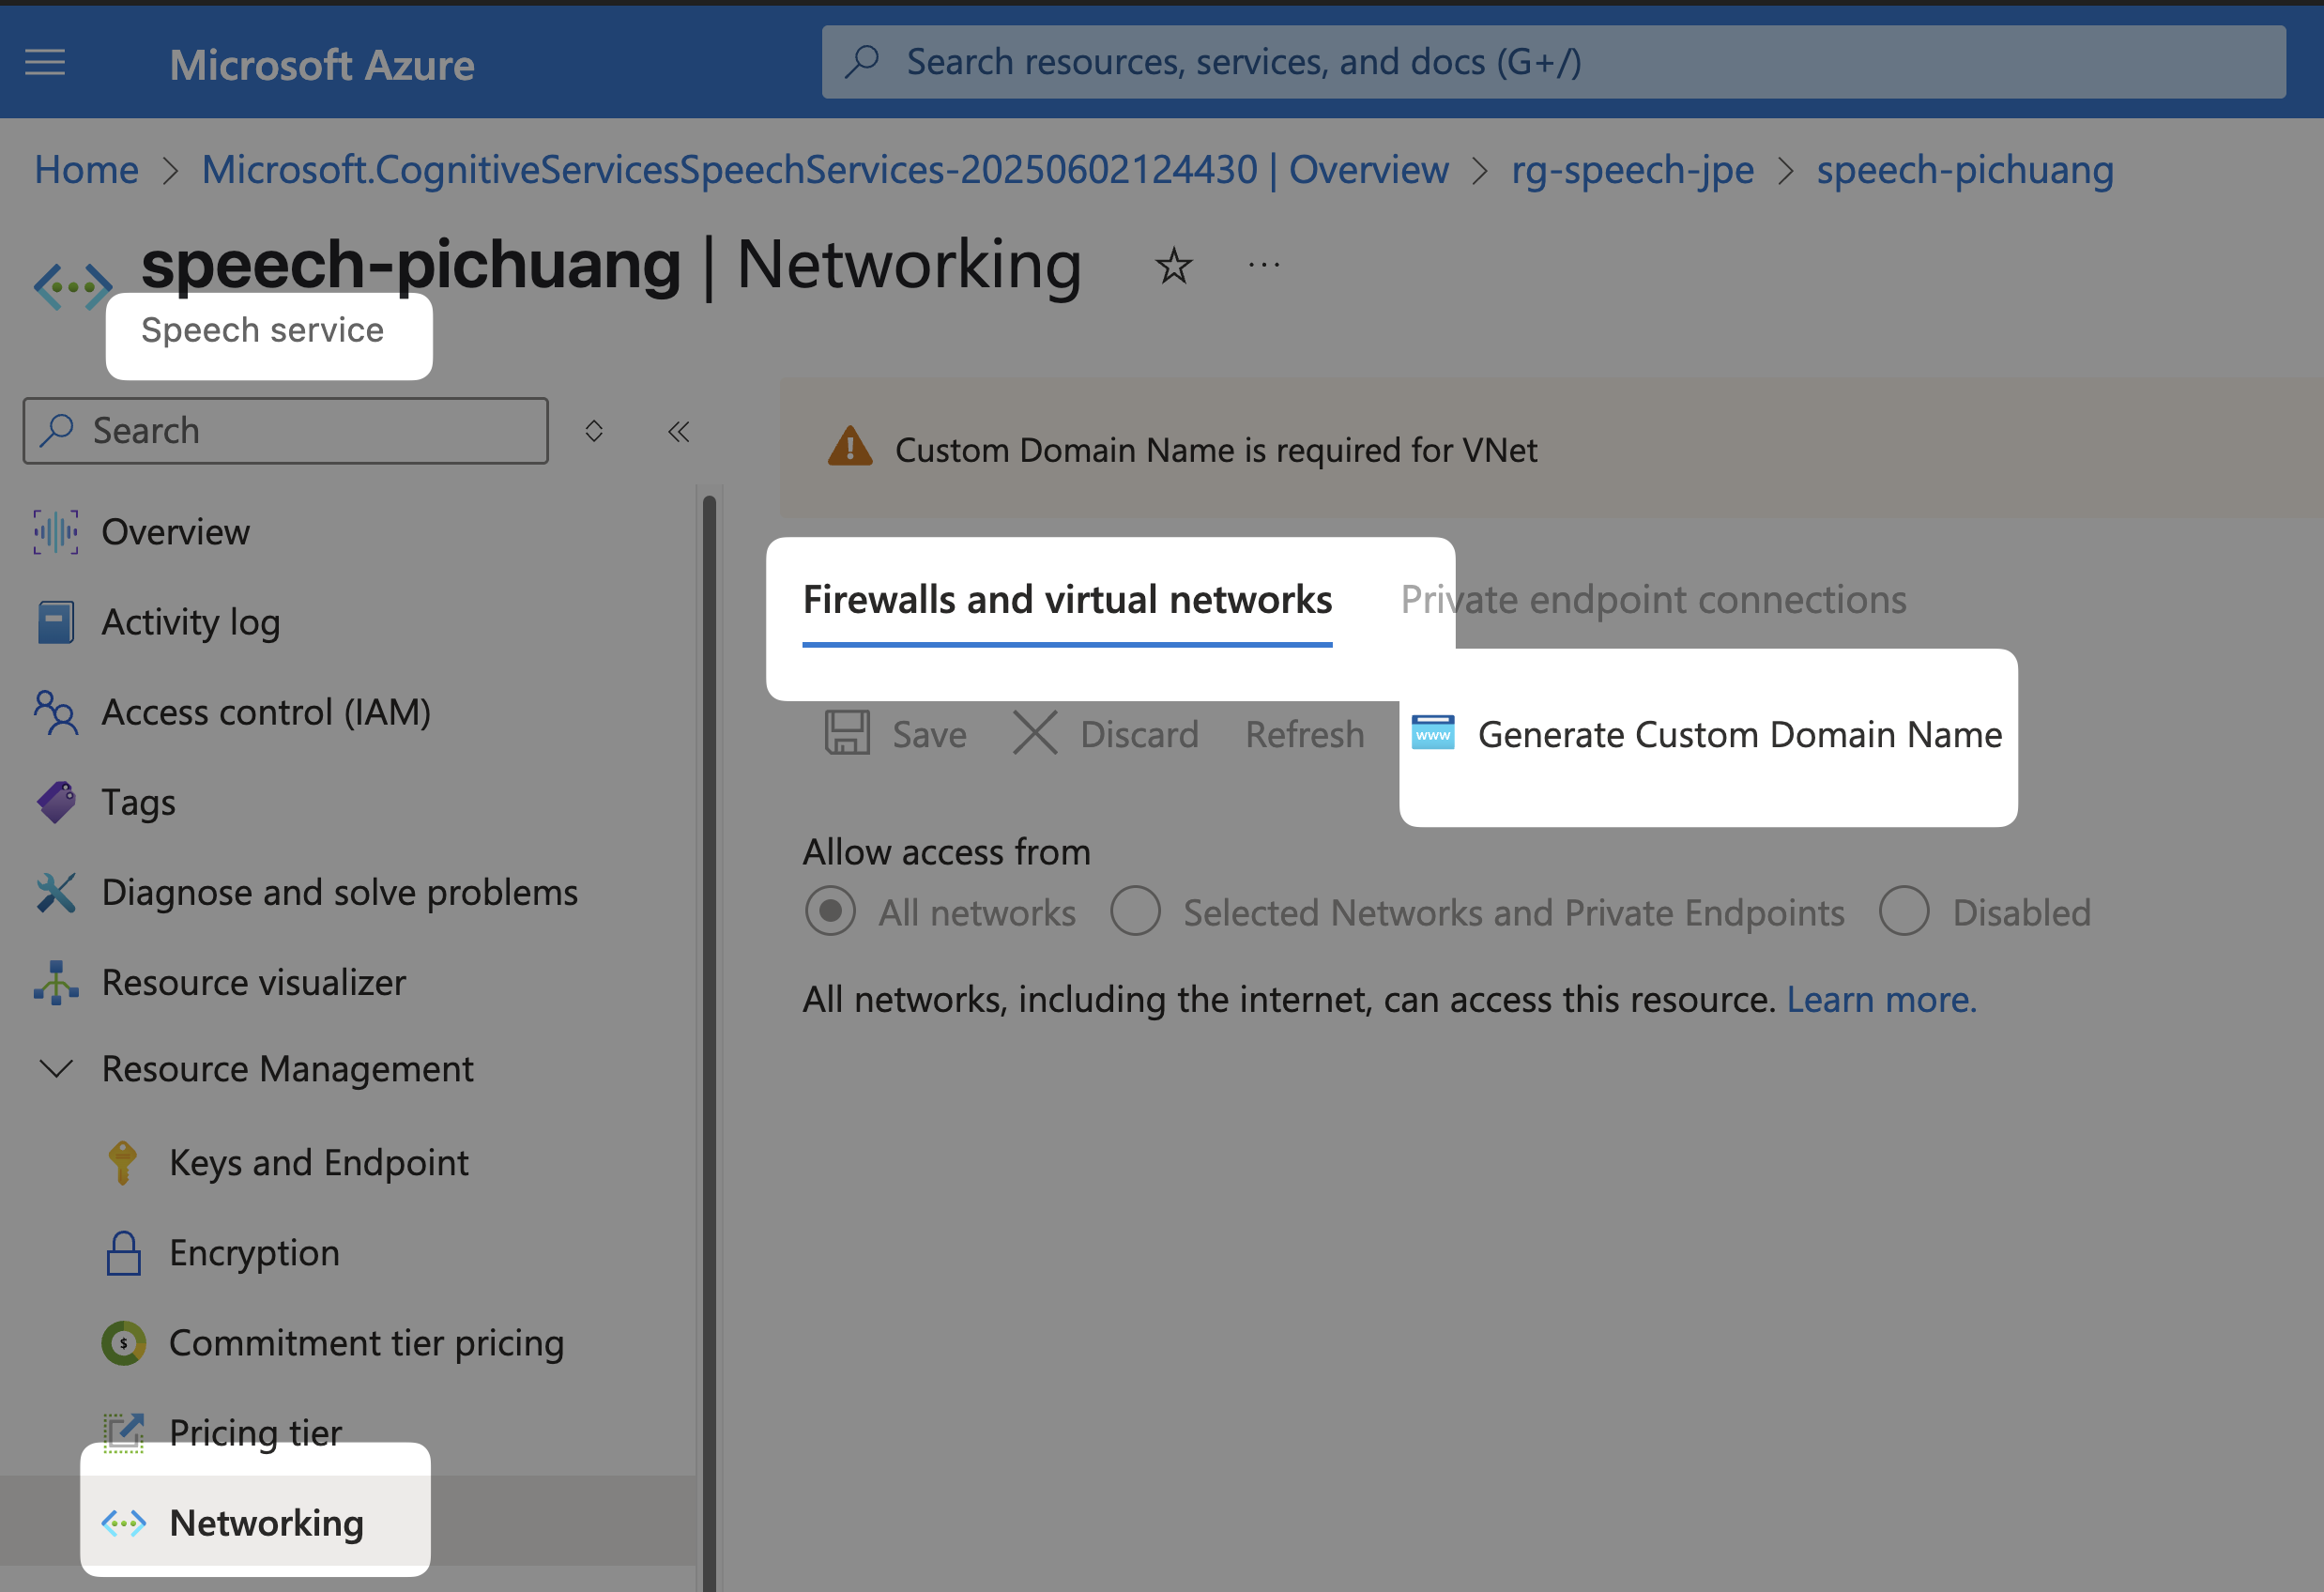 Microsoft Azure
Search resources, services, and docs (G+/)
Home > Microsoft.CognitiveServicesSpeechServices-20250602124430 | Overview > rg-speech-jpe > speech-pichuang
speech-pichuang | Networking
Speech service
Search
Overview
Activity log
Access control (IAM)
Tags
Diagnose and solve problems
Resource visualizer
Resource Management
Keys and Endpoint
Encryption
Commitment tier pricing
Pricing tier
Networking
Custom Domain Name is required for VNet
Firewalls and virtual networks Private endpoint connections
Save Discard Refresh www Generate Custom Domain Name
Allow access from
All networks Selected Networks and Private Endpoints Disabled
All networks, including the internet, can access this resource. Learn more.